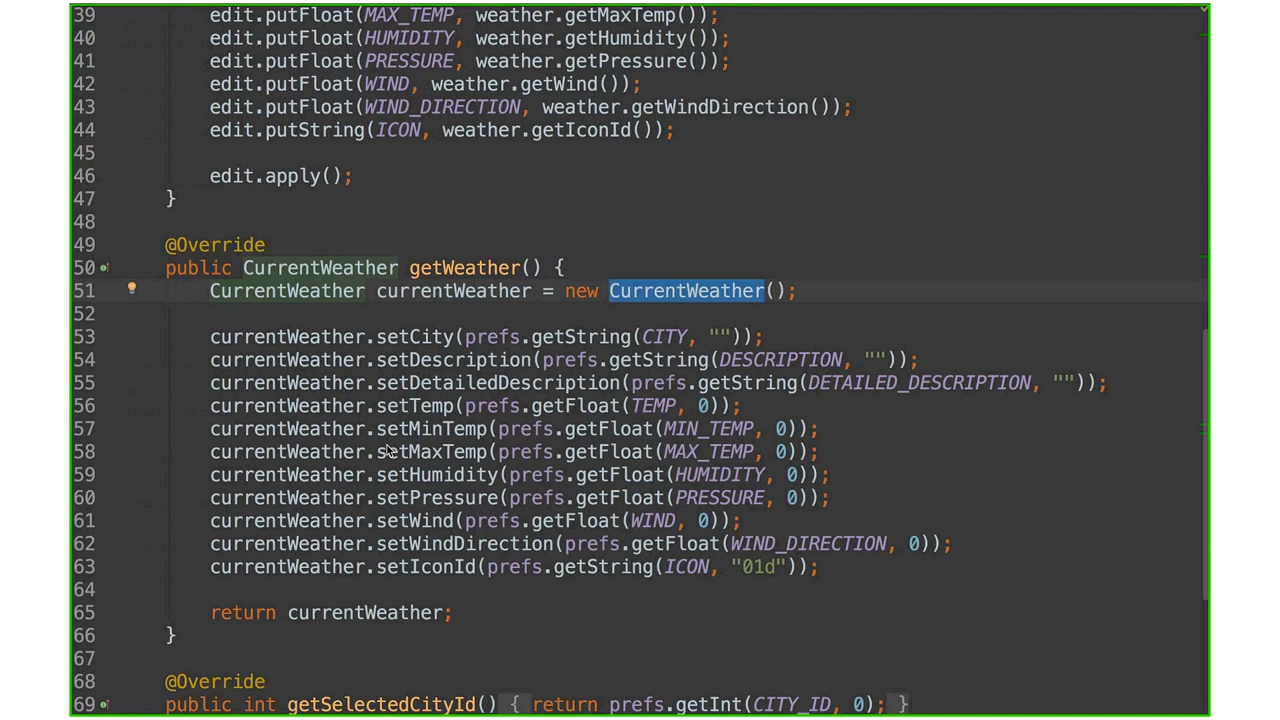 39 edit.putFloat(MAX_TEMP, weather.getMaxTemp());
40 edit.putFloat(HUMIDITY, weather.getHumidity());
41 edit.putFloat(PRESSURE, weather.getPressure());
42 edit.putFloat(WIND, weather.getWind());
43 edit.putFloat(WIND_DIRECTION, weather.getWindDirection());
44 edit.putString(ICON, weather.getIconId());
45
46 edit.apply();
47 }
48
49 @Override
50 public CurrentWeather getWeather() {
51 CurrentWeather currentWeather = new CurrentWeather();
52
53 currentWeather.setCity(prefs.getString(CITY, ""));
54 currentWeather.setDescription(prefs.getString(DESCRIPTION, ""));
55 currentWeather.setDetailedDescription(prefs.getString(DETAILED_DESCRIPTION, ""));
56 currentWeather.setTemp(prefs.getFloat(TEMP, 0));
57 currentWeather.setMinTemp(prefs.getFloat(MIN_TEMP, 0));
58 currentWeather.setMaxTemp(prefs.getFloat(MAX_TEMP, 0));
59 currentWeather.setHumidity(prefs.getFloat(HUMIDITY, 0));
60 currentWeather.setPressure(prefs.getFloat(PRESSURE, 0));
61 currentWeather.setWind(prefs.getFloat(WIND, 0));
62 currentWeather.setWindDirection(prefs.getFloat(WIND_DIRECTION, 0));
63 currentWeather.setIconId(prefs.getString(ICON, "01d"));
64
65 return currentWeather;
66 }
67
68 @Override
69 public int getSelectedCityId() { return prefs.getInt(CITY_ID, 0); }